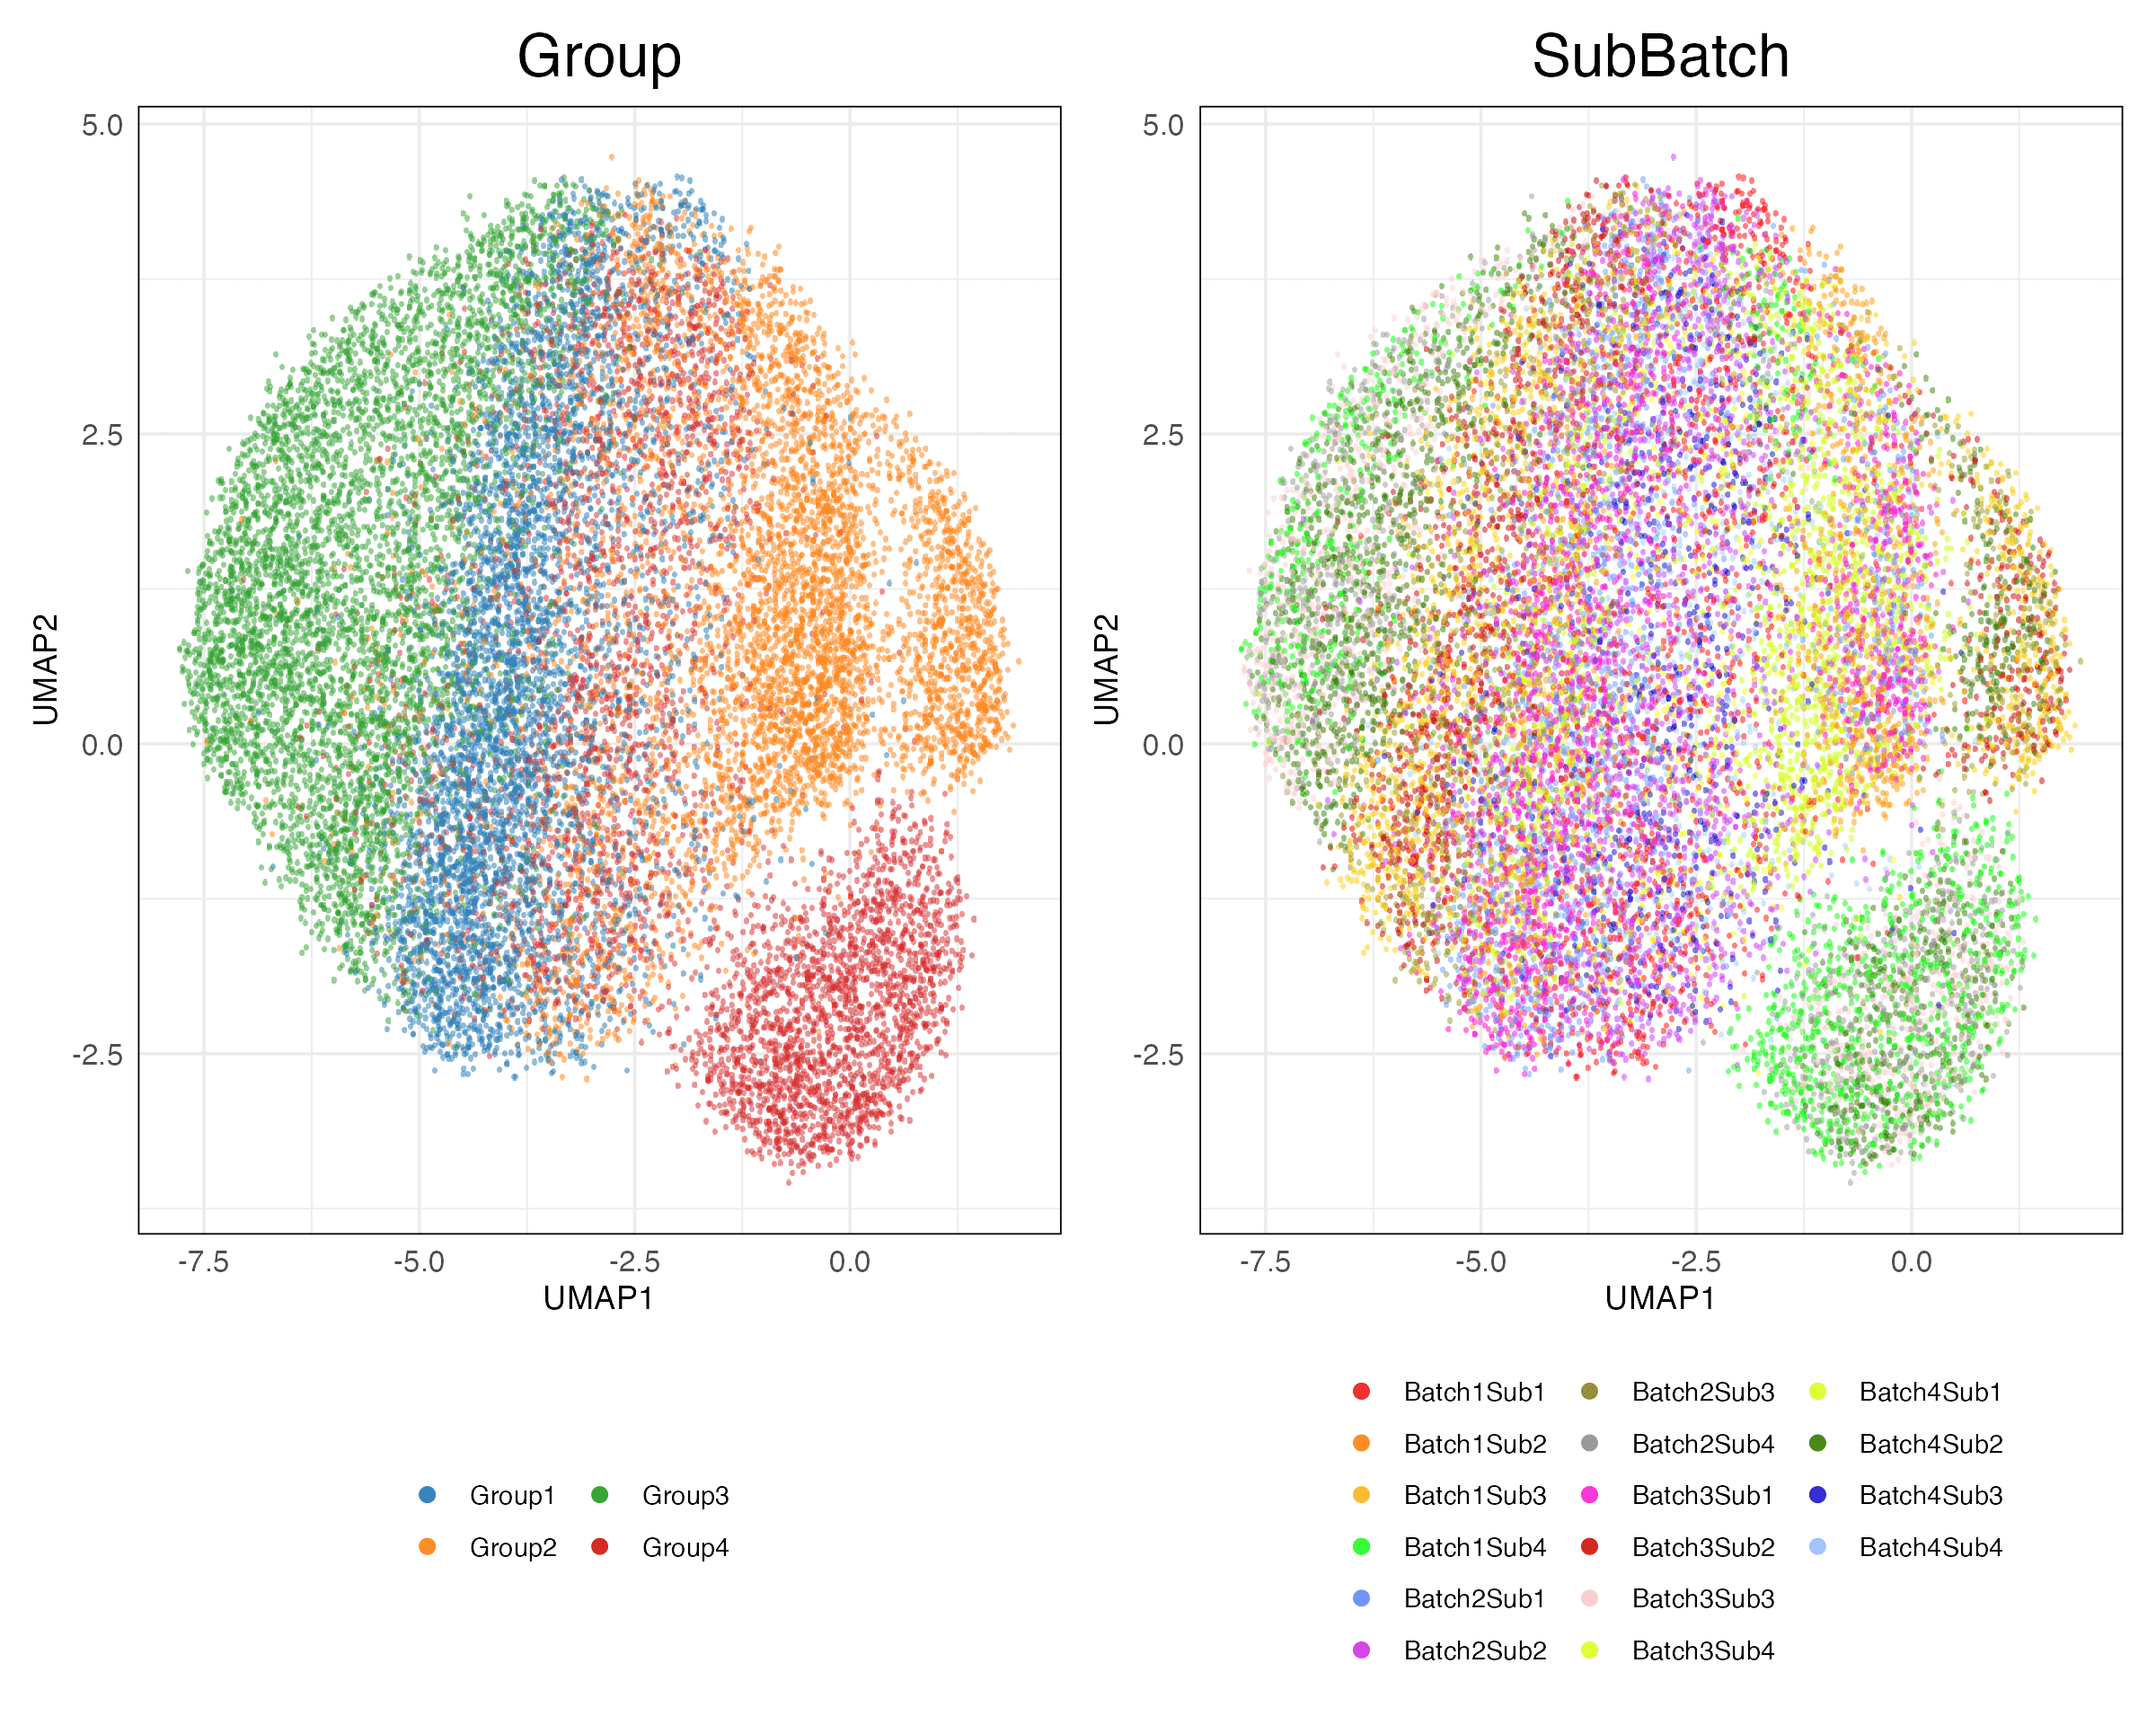 Group
SubBatch
5.0
2.5
0.0
-2.5
UMAP2
-7.5
-5.0
-2.5
0.0
UMAP1
5.0
2.5
0.0
-2.5
UMAP2
-7.5
-5.0
-2.5
0.0
UMAP1
Group1
Group3
Group2
Group4
Batch1Sub1
Batch2Sub3
Batch4Sub1
Batch1Sub2
Batch2Sub4
Batch4Sub2
Batch1Sub3
Batch3Sub1
Batch4Sub3
Batch1Sub4
Batch3Sub2
Batch4Sub4
Batch2Sub1
Batch3Sub3
Batch2Sub2
Batch3Sub4